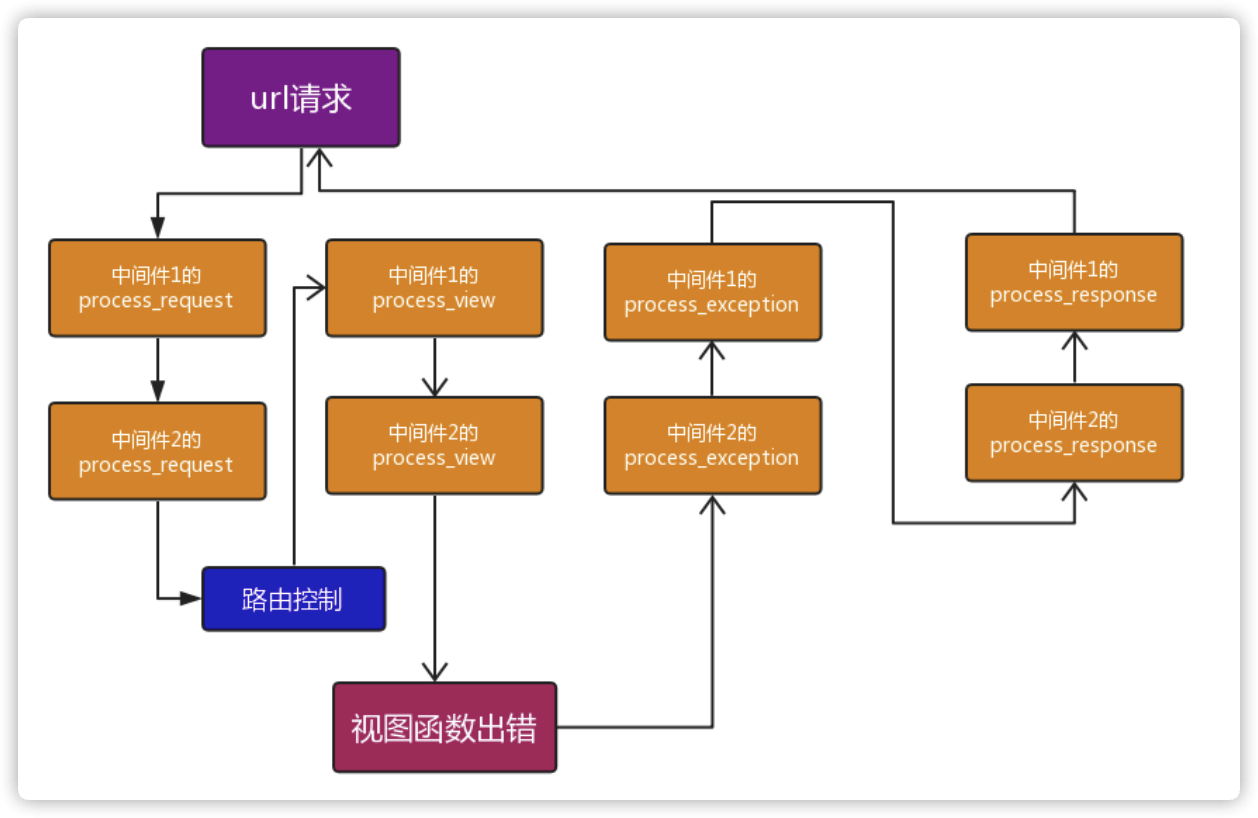 url请求
中间件1的
process_request
中间件1的
process_view
中间件1的
process_exception
中间件1的
process_response
中间件2的
process_request
中间件2的
process_view
中间件2的
process_exception
中间件2的
process_response
路由控制
视图函数出错